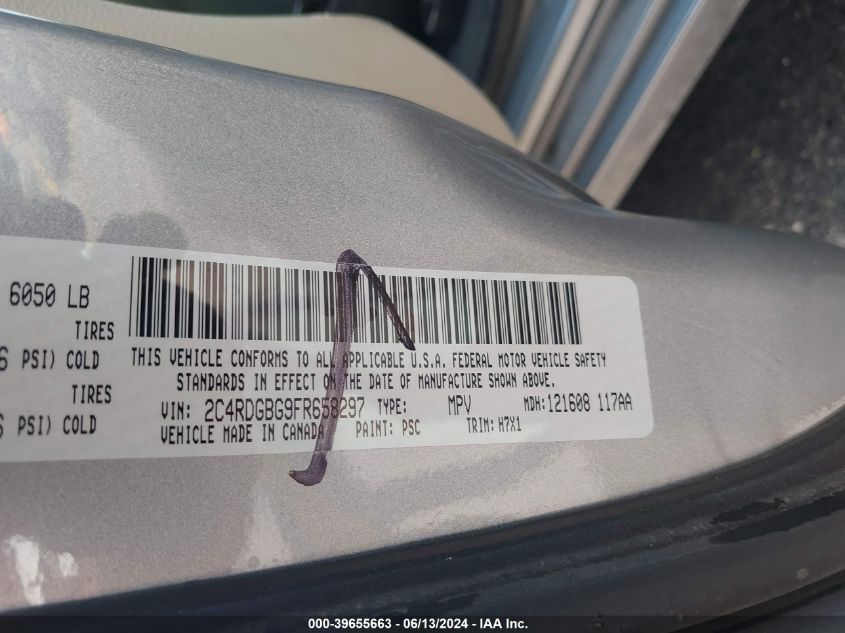 6050 LB
TIRES
PSI) COLD
TIRES
PSI) COLD
THIS VEHICLE CONFORMS TO ALL APPLICABLE U.S.A. FEDERAL MOTOR VEHICLE SAFETY
STANDARDS IN EFFECT ON THE DATE OF MANUFACTURE SHOWN ABOVE.
VIN: 2C4RDGBG9FR658297 TYPE: MPV MDH: 121608 117AA
VEHICLE MADE IN CANADA PAINT: PSC TRIM: H7X1
000-39655663 - 06/13/2024 - IAA Inc.